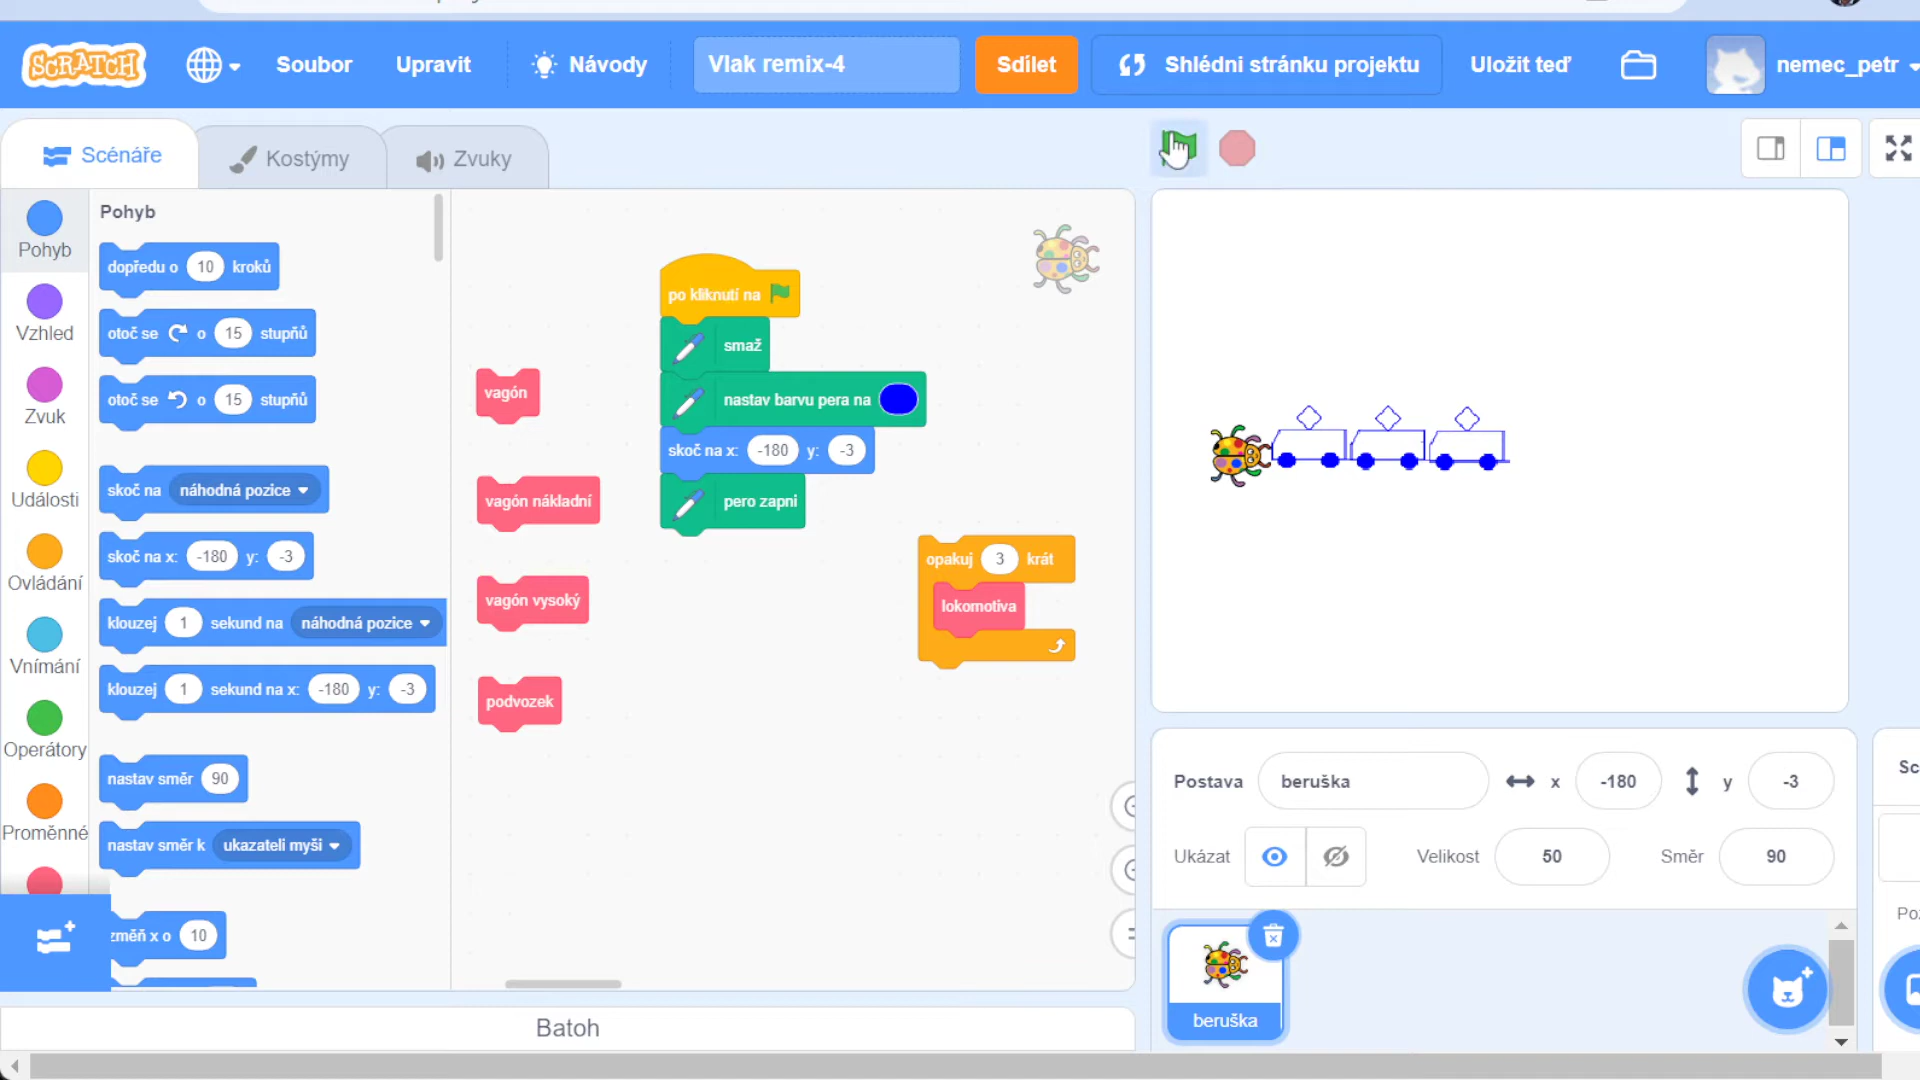 SCRATCH
Soubor
Upravit
Návody
Vlak remix-4
Sdílet
Shlédni stránku projektu
Uložit teď
nemec_petr
Scénáře
Kostýmy
Zvuky
Pohyb
Vzhled
Zvuk
Události
Ovládání
Vnímání
Operátory
Proměnné
Pohyb
dopředu o 10 kroků
otoč se o 15 stupňů
otoč se o 15 stupňů
skoč na náhodná pozice
skoč na x: -180 y: -3
klouzej 1 sekund na náhodná pozice
klouzej 1 sekund na x: -180 y: -3
nastav směr 90
nastav směr k ukazateli myši
změň x o 10
vagón
vagón nákladní
vagón vysoký
podvozek
po kliknutí na
smaž
nastav barvu pera na
skoč na x: -180 y: -3
pero zapni
opakuj 3 krát
lokomotiva
Batoh
Postava beruška x -180 y -3
Ukázat Velikost 50 Směr 90
beruška
Sc
Poz